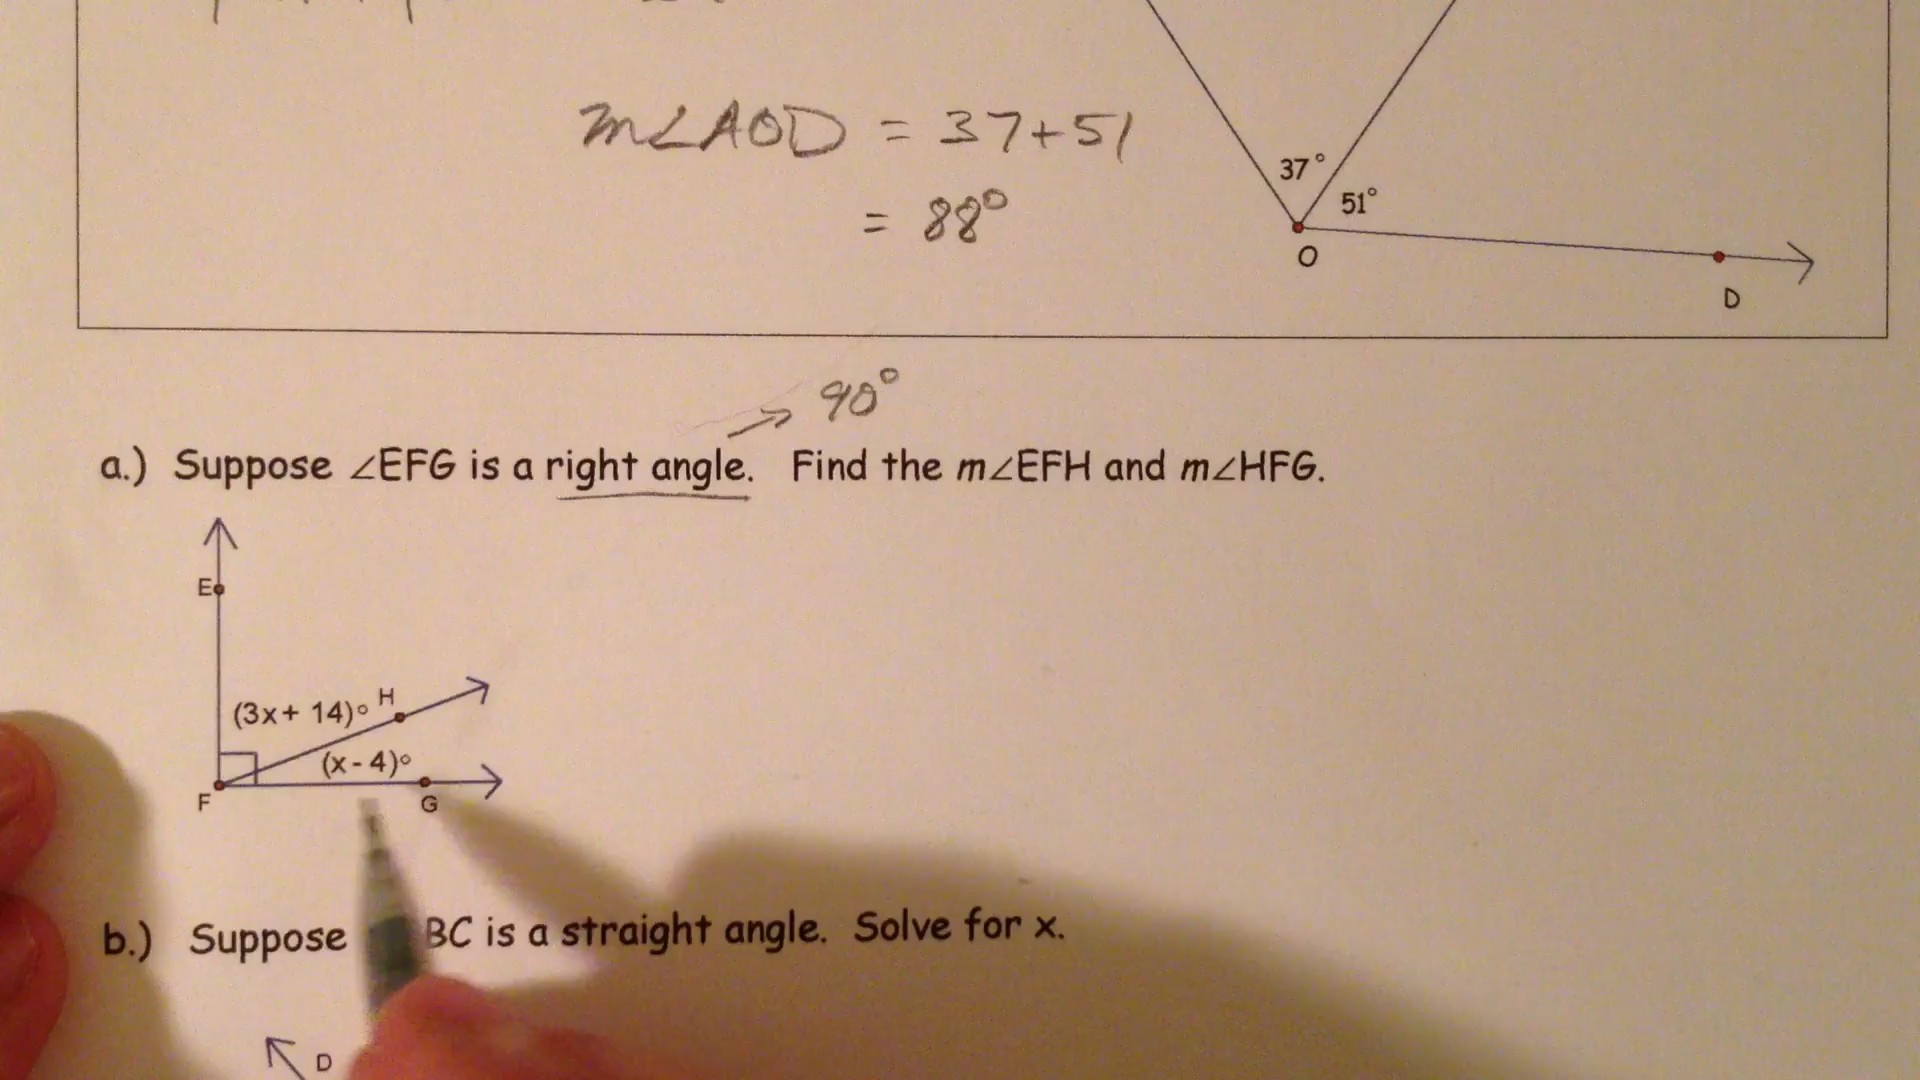 m∠AOD = 37+51
= 88°
37°
51°
O
D
→ 90°
a.) Suppose ∠EFG is a right angle. Find the m∠EFH and m∠HFG.
E
(3x+ 14)° H
(x-4)°
F
G
b.) Suppose BC is a straight angle. Solve for x.
D